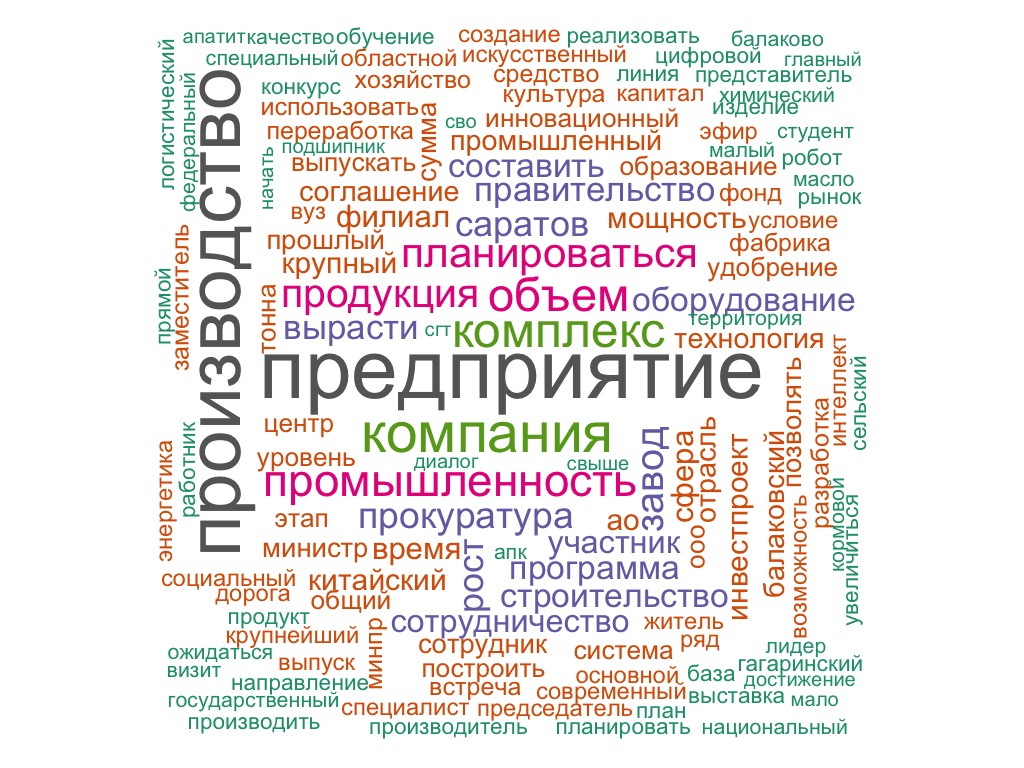 апатит качество обучение создание реализовать балаково
специальный областной искусственный цифровой главный
логистический
федеральный
производство
конкурс хозяйство средство линия представитель
использовать культура капитал химический
изделие
сумма
сво инновационный
переработка промышленный эфир студент
подшипник
начать
выпускать составить образование малый робот
соглашение правительство фонд масло
рынок
вуз филиал саратов мощность условие
прошлый планироваться фабрика
крупный удобрение
заместитель
прямой
тонна
продукция объем оборудование
вырасти сгт комплекс территория
технология
предприятие
интеллект
сельский
позволять
разработка
центр компания
уровень диалог свыше
промышленность
завод
сфера
отрасль
инвестпроект
балаковский
возможность
кормовой
увеличиться
работник
энергетика
этап прокуратура ао
ооо
министр время апк участник
рост
социальный китайский программа
дорога общий строительство
продукт сотрудничество житель
крупнейший
минпр
сотрудник система ряд лидер
ожидаться
визит выпуск построить основной база гагаринский
направление встреча современный достижение
государственный специалист председатель план выставка мало
производить производитель планировать национальный